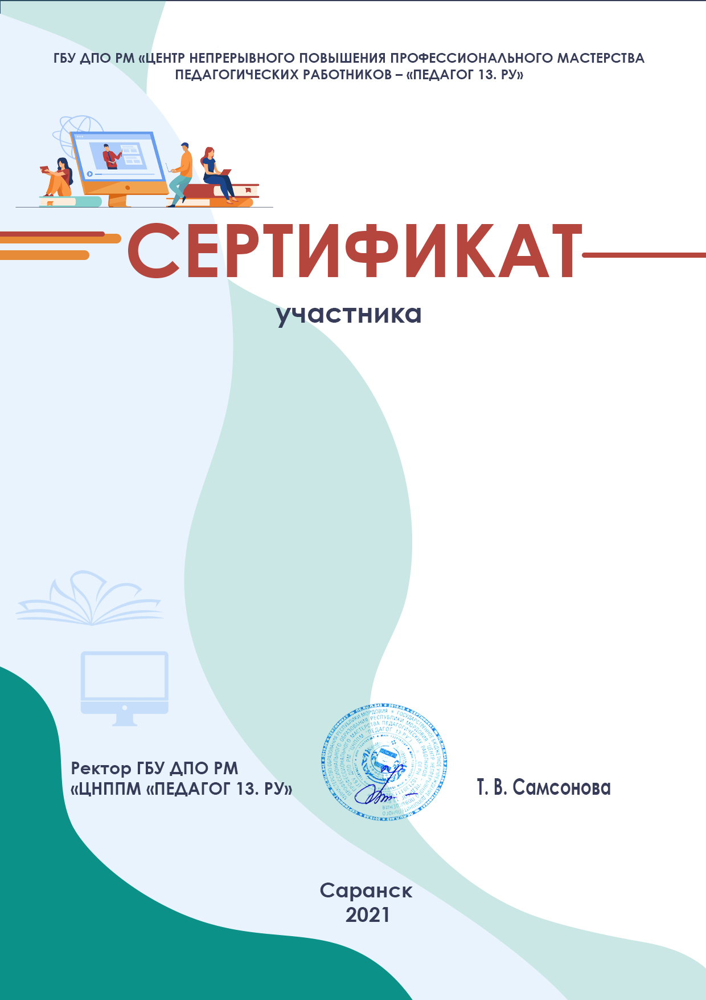 ГБУ ДПО РМ «ЦЕНТР НЕПРЕРЫВНОГО ПОВЫШЕНИЯ ПРОФЕССИОНАЛЬНОГО МАСТЕРСТВА
ПЕДАГОГИЧЕСКИХ РАБОТНИКОВ – «ПЕДАГОГ 13. РУ»
СЕРТИФИКАТ
участника
Ректор ГБУ ДПО РМ
«ЦНППМ «ПЕДАГОГ 13. РУ»
Т. В. Самсонова
Саранск
2021